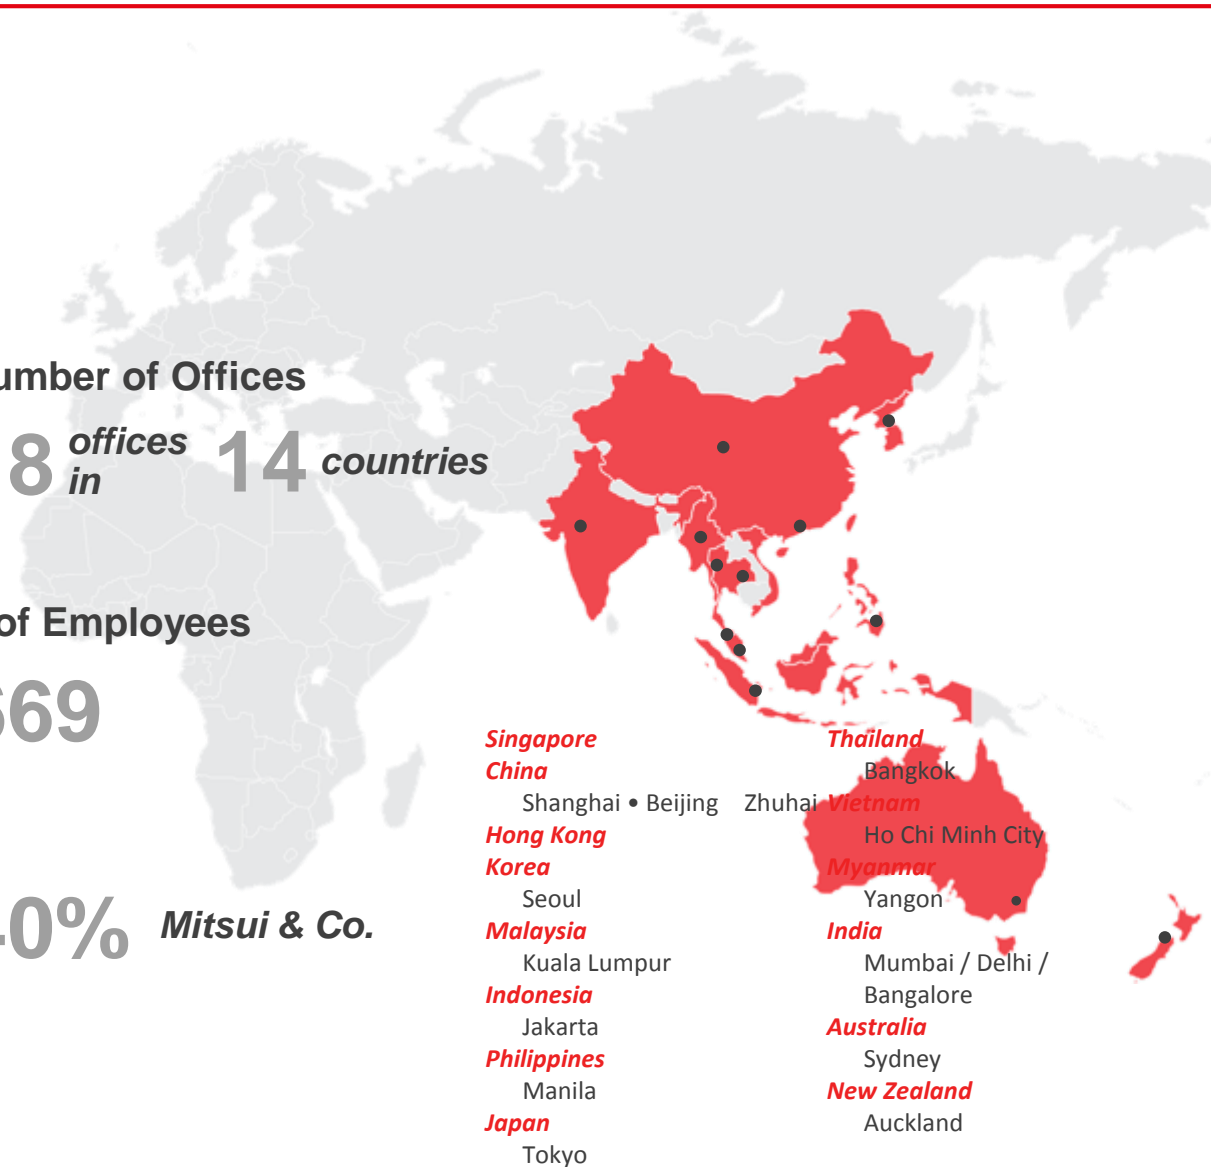 umber of Offices
8 offices in 14 countries
of Employees
669
40% Mitsui & Co.
Singapore
China
Shanghai • Beijing Zhuhai
Hong Kong
Korea
Seoul
Malaysia
Kuala Lumpur
Indonesia
Jakarta
Philippines
Manila
Japan
Tokyo
Thailand
Bangkok
Vietnam
Ho Chi Minh City
Myanmar
Yangon
India
Mumbai / Delhi /
Bangalore
Australia
Sydney
New Zealand
Auckland